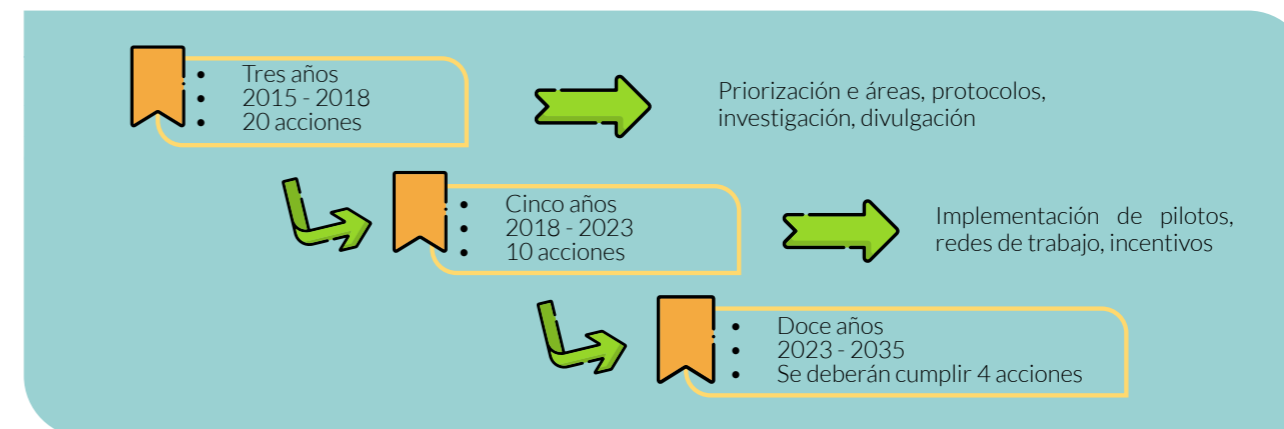 • Tres años
• 2015 - 2018
• 20 acciones
Priorización e áreas, protocolos,
investigación, divulgación
• Cinco años
• 2018 - 2023
• 10 acciones
Implementación de pilotos,
redes de trabajo, incentivos
• Doce años
• 2023 - 2035
• Se deberán cumplir 4 acciones